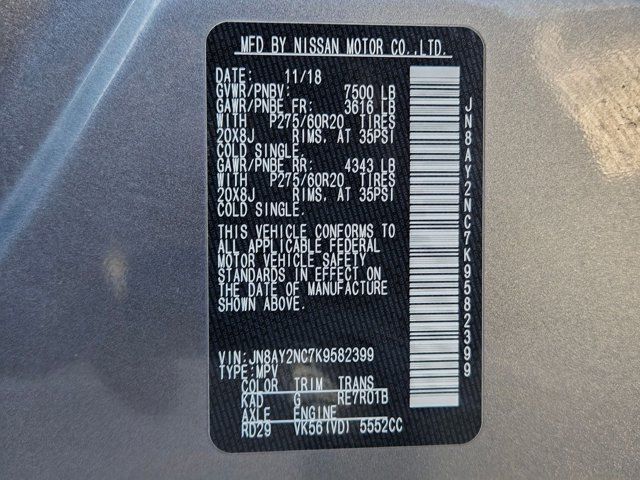 MFD BY NISSAN MOTOR CO.,LTD.
DATE: 11/18
GVWR/PNBV: 7500 LB
GAWR/PNBE FR: 3616 LB
WITH P275/60R20 TIRES
20X8J RIMS, AT 35PSI
COLD SINGLE.
GAWR/PNBE RR: 4343 LB
WITH P275/60R20 TIRES
20X8J RIMS, AT 35PSI
COLD SINGLE.
THIS VEHICLE CONFORMS TO
ALL APPLICABLE FEDERAL
MOTOR VEHICLE SAFETY
STANDARDS IN EFFECT ON
THE DATE OF MANUFACTURE
SHOWN ABOVE.
VIN:JN8AY2NC7K9582399
TYPE:MPV
COLOR TRIM TRANS
KAD G RE7R01B
AXLE ENGINE
RD29 VK56(VD) 5552CC
JN8AY2NC7K9582399